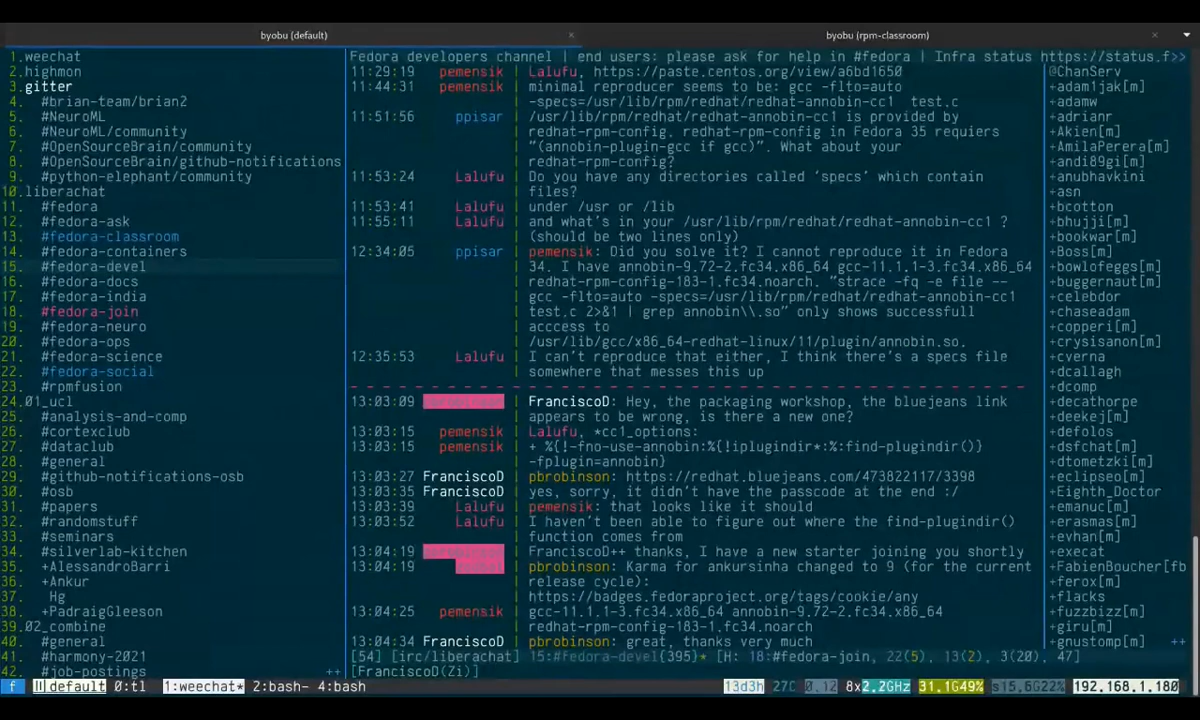 byobu (default)
byobu (rpm-classroom)
1.weechat
2.highmon
3.gitter
4. #brian-team/brian2
5. #NeuroML
6. #NeuroML/community
7. #OpenSourceBrain/community
8. #OpenSourceBrain/github-notifications
9. #python-elephant/community
10.liberachat
11. #fedora
12. #fedora-ask
13. #fedora-classroom
14. #fedora-containers
15. #fedora-devel
16. #fedora-docs
17. #fedora-india
18. #fedora-join
19. #fedora-neuro
20. #fedora-ops
21. #fedora-science
22. #fedora-social
23. #rpmfusion
24.01_ucl
25. #analysis-and-comp
26. #cortexclub
27. #dataclub
28. #general
29. #github-notifications-osb
30. #osb
31. #papers
32. #randomstuff
33. #seminars
34. #silverlab-kitchen
35. +AlessandroBarri
36. +Ankur
37. Hg
38. +PadraigGleeson
39.02_combine
40. #general
41. #harmony-2021
42. #job-postings ++
Fedora developers channel | end users: please ask for help in #fedora | Infra status https://status.f>>
11:29:19 pemensik | Lalufu, https://paste.centos.org/view/a6bd1650
11:44:31 pemensik | minimal reproducer seems to be: gcc -flto=auto
-specs=/usr/lib/rpm/redhat/redhat-annobin-cc1 test.c
11:51:56 ppisar | /usr/lib/rpm/redhat/redhat-annobin-cc1 is provided by
redhat-rpm-config. redhat-rpm-config in Fedora 35 requiers
"(annobin-plugin-gcc if gcc)". What about your
redhat-rpm-config?
11:53:24 Lalufu | Do you have any directories called 'specs' which contain
files?
11:53:41 Lalufu | under /usr or /lib
11:55:11 Lalufu | and what's in your /usr/lib/rpm/redhat/redhat-annobin-cc1 ?
(should be two lines only)
12:34:05 ppisar | pemensik: Did you solve it? I cannot reproduce it in Fedora
34. I have annobin-9.72-2.fc34.x86_64 gcc-11.1.1-3.fc34.x86_64
redhat-rpm-config-183-1.fc34.noarch. "strace -fq -e file --
gcc -flto=auto -specs=/usr/lib/rpm/redhat/redhat-annobin-cc1
test.c 2>&1 | grep annobin\\.so" only shows successfull
acccess to
/usr/lib/gcc/x86_64-redhat-linux/11/plugin/annobin.so.
12:35:53 Lalufu | I can't reproduce that either, I think there's a specs file
somewhere that messes this up
13:03:09 | FranciscoD: Hey, the packaging workshop, the bluejeans link
appears to be wrong, is there a new one?
13:03:15 pemensik | Lalufu, *cc1_options:
13:03:15 pemensik | + %{!-fno-use-annobin:%{!iplugindir*:%:find-plugindir()}
-fplugin=annobin}
13:03:27 FranciscoD | pbrobinson: https://redhat.bluejeans.com/473822117/3398
13:03:35 FranciscoD | yes, sorry, it didn't have the passcode at the end :/
13:03:39 Lalufu | pemensik: that looks like it should
13:03:52 Lalufu | I haven't been able to figure out where the find-plugindir()
function comes from
13:04:19 | FranciscoD++ thanks, I have a new starter joining you shortly
13:04:19 | pbrobinson: Karma for ankursinha changed to 9 (for the current
release cycle):
https://badges.fedoraproject.org/tags/cookie/any
13:04:25 pemensik | gcc-11.1.1-3.fc34.x86_64 annobin-9.72-2.fc34.x86_64
redhat-rpm-config-183-1.fc34.noarch
13:04:34 FranciscoD | pbrobinson: great, thanks very much
[54] [irc/liberachat] 15:#fedora-devel{395}* [H: 18:#fedora-join, 22(5), 13(2), 3(20), 47]
[FranciscoD(Zi)]
@ChanServ
+adam1jak[m]
+adamw
+adrianr
+Akien[m]
+AmilaPerera[m]
+andi89gi[m]
+anubhavkini
+asn
+bcotton
+bhujji[m]
+bookwar[m]
+Boss[m]
+bowlofeggs[m]
+buggernaut[m]
+celebdor
+chaseadam
+copperi[m]
+crysisanon[m]
+cverna
+dcallagh
+dcomp
+decathorpe
+deekej[m]
+defolos
+dsfchat[m]
+dtometzki[m]
+eclipseo[m]
+Eighth_Doctor
+emanuc[m]
+erasmas[m]
+evhan[m]
+execat
+FabienBoucher[fb
+ferox[m]
+flacks
+fuzzbizz[m]
+giru[m]
+gnustomp[m] ++
f default 0:tl 1:weechat* 2:bash- 4:bash 13d3h 27C 0.12 8x2.2GHz 31.1G49% s15.6G22% 192.168.1.180